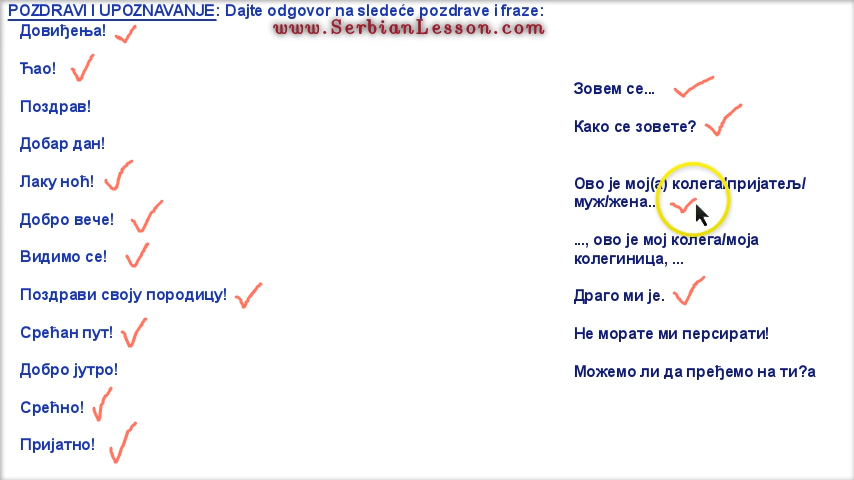 POZDRAVI I UPOZNAVANJE: Dajte odgovor na sledeće pozdrave i fraze:
www.SerbianLesson.com
Довиђења!
Ћао!
Поздрав!
Добар дан!
Лаку ноћ!
Добро вече!
Видимо се!
Поздрави своју породицу!
Срећан пут!
Добро јутро!
Срећно!
Пријатно!
Зовем се...
Како се зовете?
Ово је мој(а) колега/пријатељ/
муж/жена...
..., ово је мој колега/моја
колегиница, ...
Драго ми је.
Не морате ми персирати!
Можемо ли да пређемо на ти?а